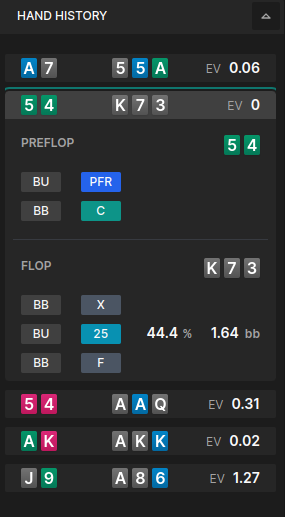 HAND HISTORY
A 7 5 5 A EV 0.06
5 4 K 7 3 EV 0
PREFLOP 5 4
BU PFR
BB C
FLOP K 7 3
BB X
BU 25 44.4 % 1.64 bb
BB F
5 4 A A Q EV 0.31
A K A K K EV 0.02
J 9 A 8 6 EV 1.27